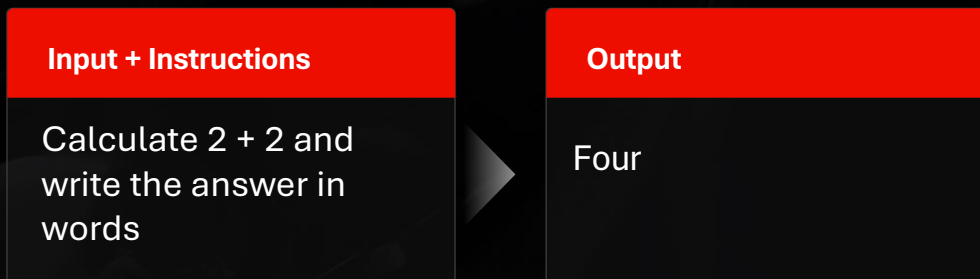 Input + Instructions
Calculate 2 + 2 and
write the answer in
words
Output
Four